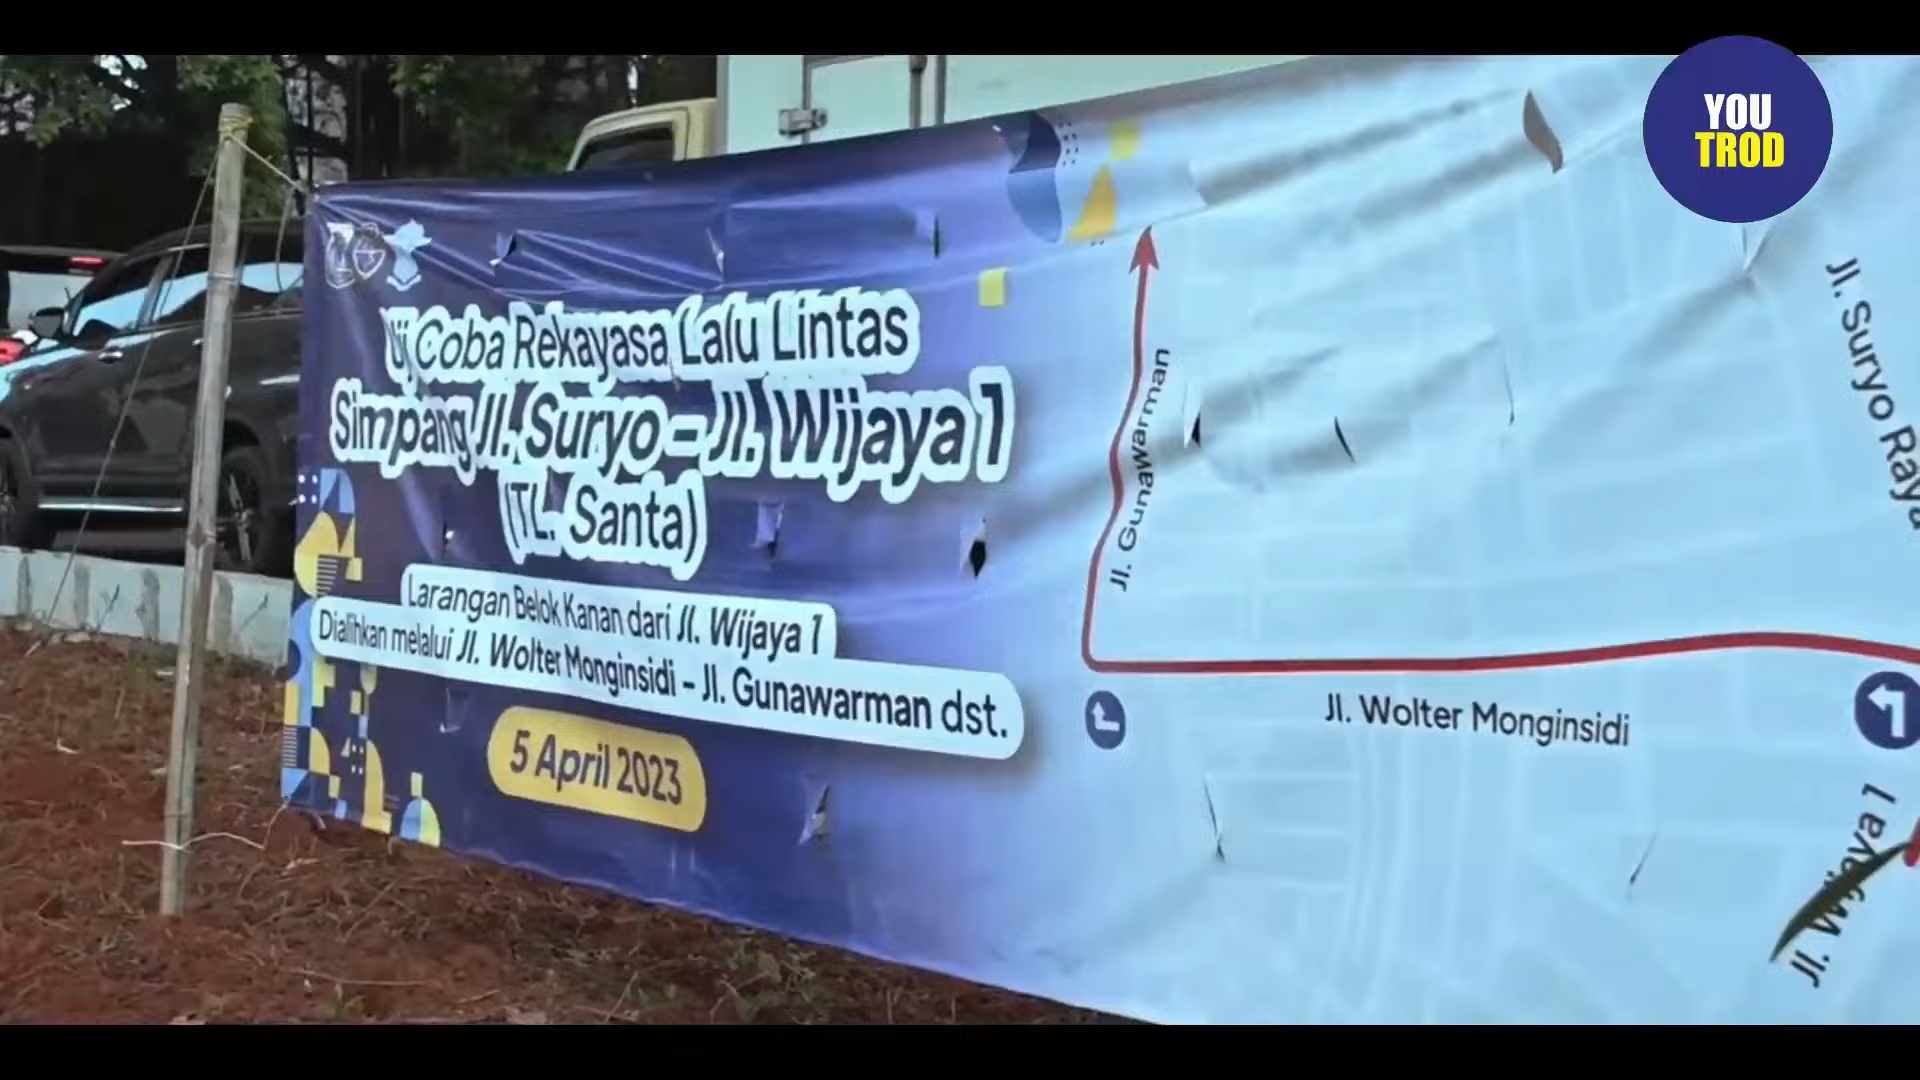 YOU
TROD
Uji Coba Rekayasa Lalu Lintas
Simpang Jl. Suryo - Jl. Wijaya 1
(TL. Santa)
Larangan Belok Kanan dari Jl. Wijaya 1
Dialihkan melalui Jl. Wolter Monginsidi - Jl. Gunawarman dst.
5 April 2023
Jl. Gunawarman
Jl. Suryo Raya
Jl. Wolter Monginsidi
Jl. Wijaya 1